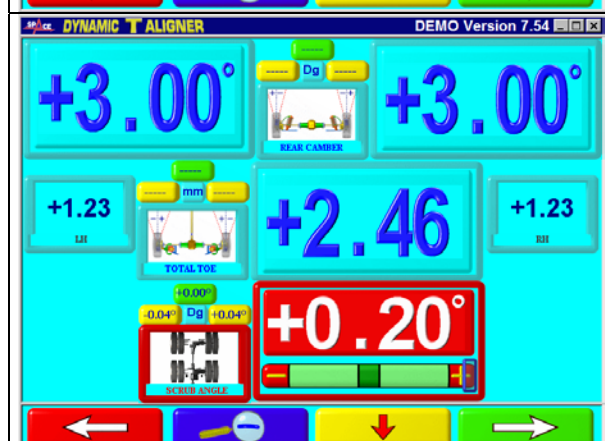 SPACE DYNAMIC T ALIGNER DEMO Version 7.54
+3.00°
-----
----- Dg -----
REAR CAMBER
+3.00°
-----
----- mm -----
TOTAL TOE
+1.23
LH
+2.46
+1.23
RH
+0.00°
-0.04° Dg +0.04°
SCRUB ANGLE
+0.20°
- +